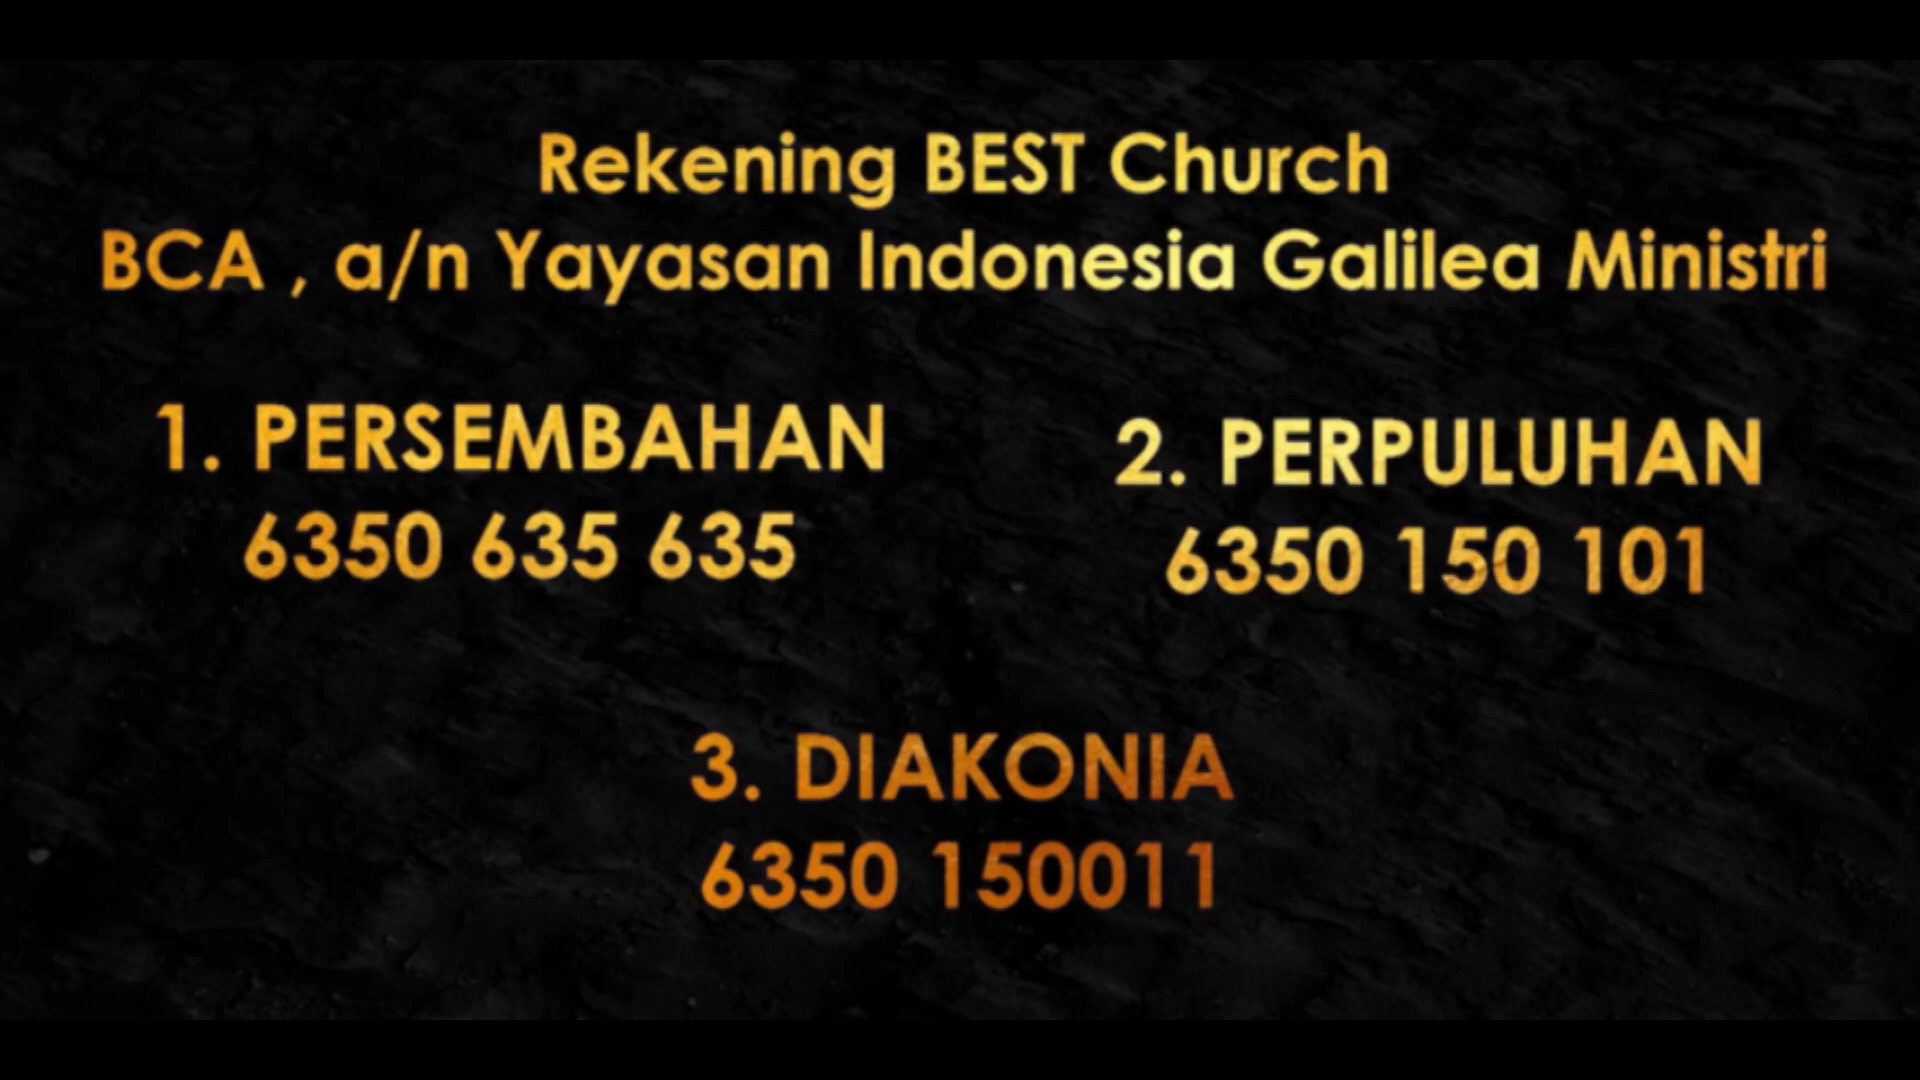 Rekening BEST Church
BCA , a/n Yayasan Indonesia Galilea Ministri
1. PERSEMBAHAN
6350 635 635
2. PERPULUHAN
6350 150 101
3. DIAKONIA
6350 150011